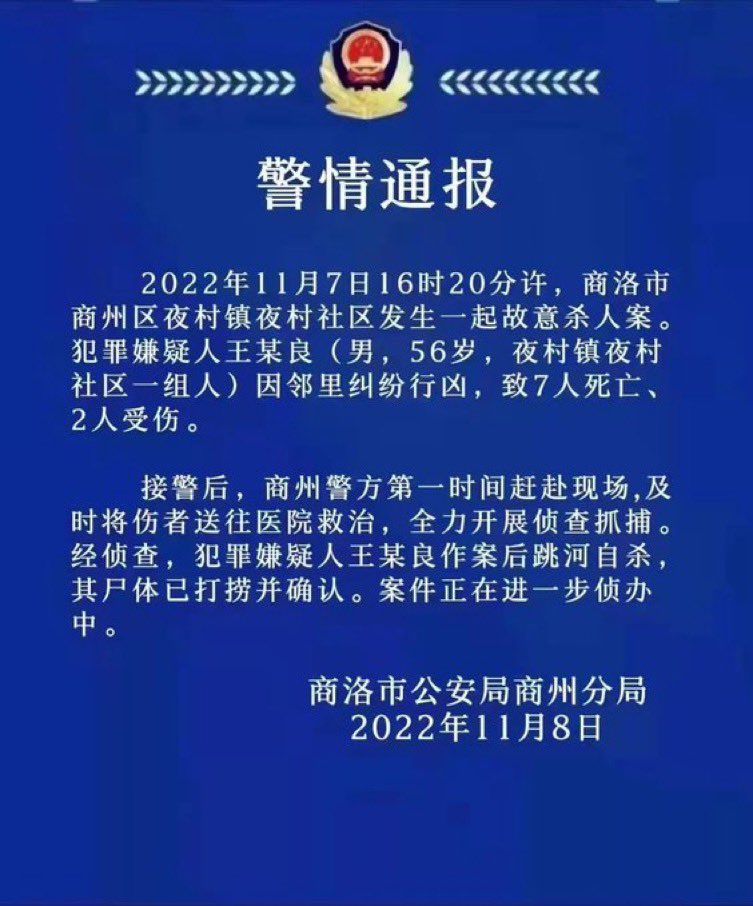 警情通报
2022年11月7日16时20分许，商洛市
商州区夜村镇夜村社区发生一起故意杀人案。
犯罪嫌疑人王某良（男，56岁，夜村镇夜村
社区一组人）因邻里纠纷行凶，致7人死亡、
2人受伤。
接警后，商州警方第一时间赶赴现场,及
时将伤者送往医院救治，全力开展侦查抓捕。
经侦查，犯罪嫌疑人王某良作案后跳河自杀，
其尸体已打捞并确认。案件正在进一步侦办
中。
商洛市公安局商州分局
2022年11月8日